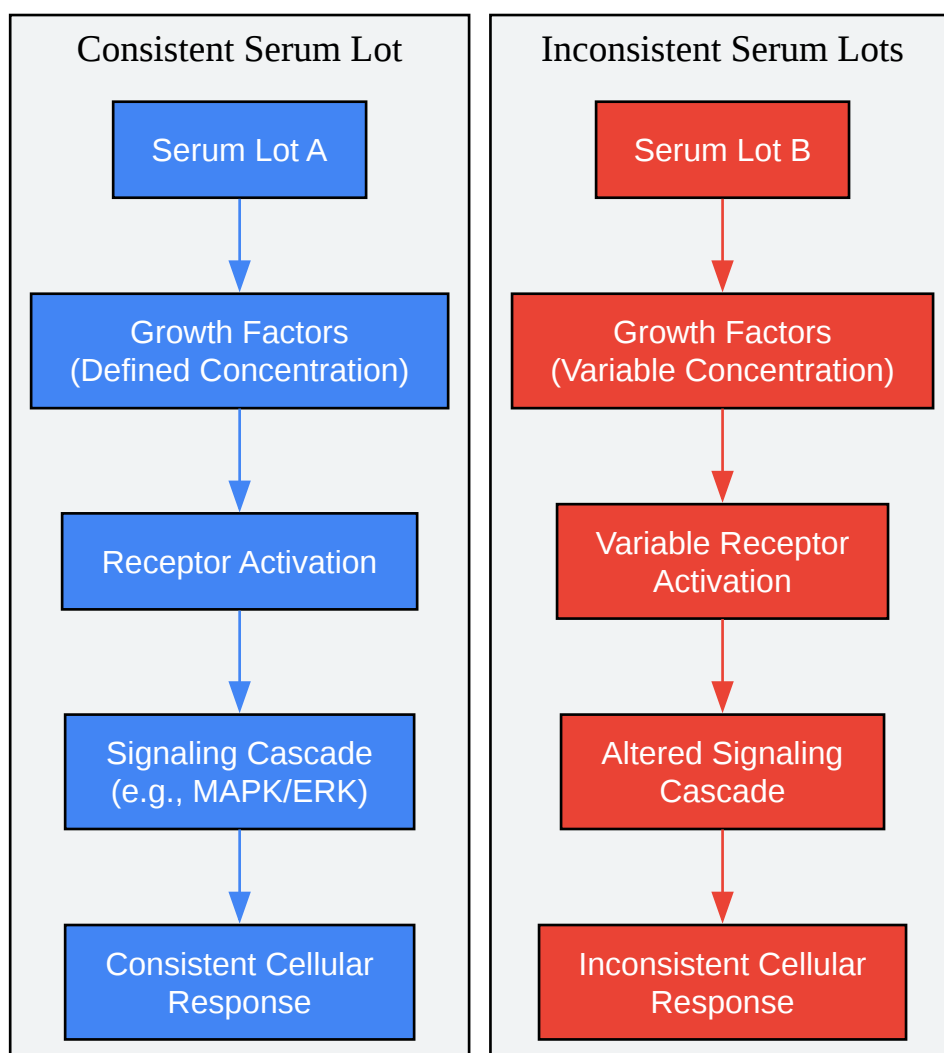 Consistent Serum Lot
Serum Lot A
Growth Factors
(Defined Concentration)
Receptor Activation
Signaling Cascade
(e.g., MAPK/ERK)
Consistent Cellular
Response
Inconsistent Serum Lots
Serum Lot B
Growth Factors
(Variable Concentration)
Variable Receptor
Activation
Altered Signaling
Cascade
Inconsistent Cellular
Response